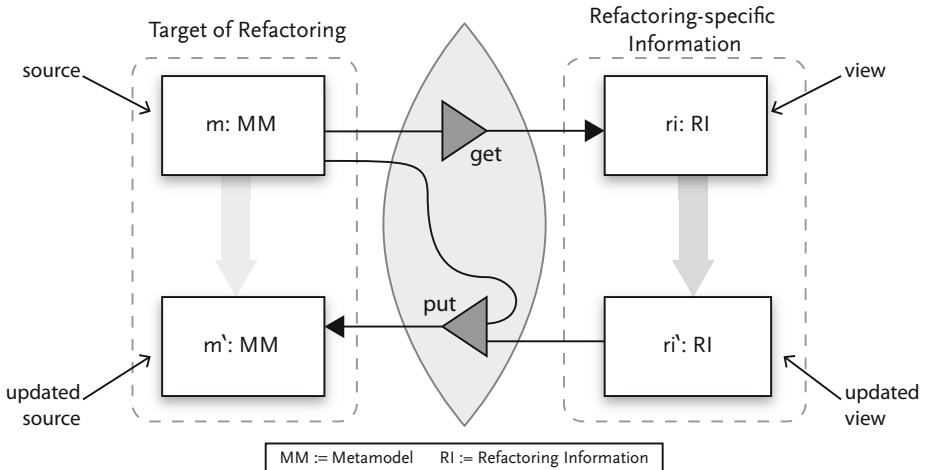 Target of Refactoring
Refactoring-specific
Information
source
view
m: MM
ri: RI
get
put
m`: MM
ri`: RI
updated
source
updated
view
MM := Metamodel RI := Refactoring Information